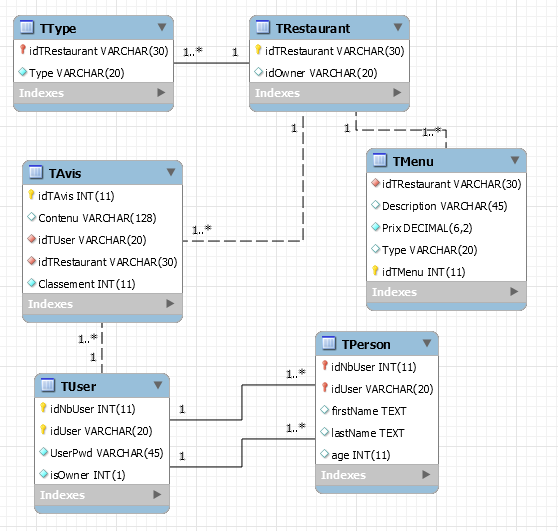 TType
idTRestaurant VARCHAR(30)
Type VARCHAR(20)
Indexes
1..*
1
TRestaurant
idTRestaurant VARCHAR(30)
idOwner VARCHAR(20)
Indexes
1
1
1..*
TMenu
idTRestaurant VARCHAR(30)
Description VARCHAR(45)
Prix DECIMAL(6,2)
Type VARCHAR(20)
idTMenu INT(11)
Indexes
TAvis
idTAvis INT(11)
Contenu VARCHAR(128)
idTUser VARCHAR(20)
idTRestaurant VARCHAR(30)
Classement INT(11)
Indexes
1..*
1..*
1
TUser
idNbUser INT(11)
idUser VARCHAR(20)
UserPwd VARCHAR(45)
isOwner INT(1)
Indexes
1
1..*
1
1..*
TPerson
idNbUser INT(11)
idUser VARCHAR(20)
firstName TEXT
lastName TEXT
age INT(11)
Indexes